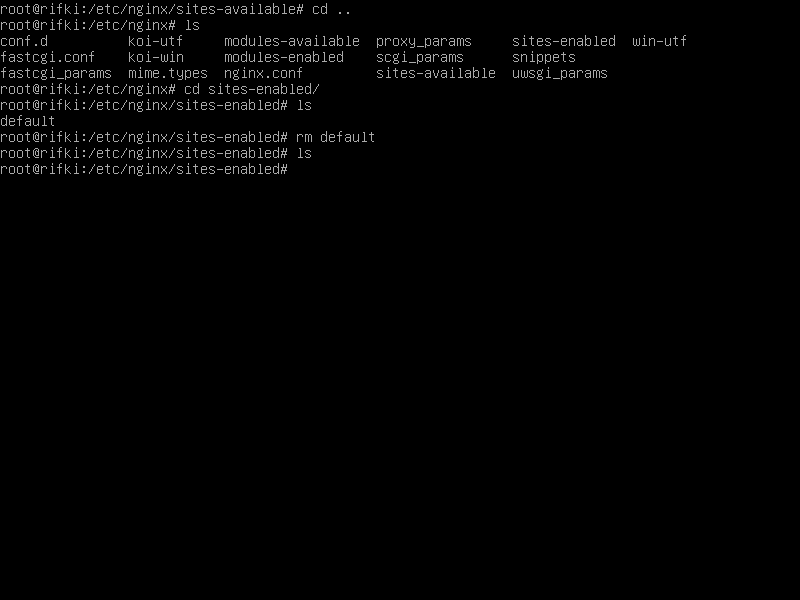 root@rifki:/etc/nginx/sites-available# cd ..
root@rifki:/etc/nginx# ls
conf.d          koi-utf     modules-available  proxy_params     sites-enabled  win-utf
fastcgi.conf    koi-win     modules-enabled    scgi_params      snippets
fastcgi_params  mime.types  nginx.conf         sites-available  uwsgi_params
root@rifki:/etc/nginx# cd sites-enabled/
root@rifki:/etc/nginx/sites-enabled# ls
default
root@rifki:/etc/nginx/sites-enabled# rm default
root@rifki:/etc/nginx/sites-enabled# ls
root@rifki:/etc/nginx/sites-enabled#